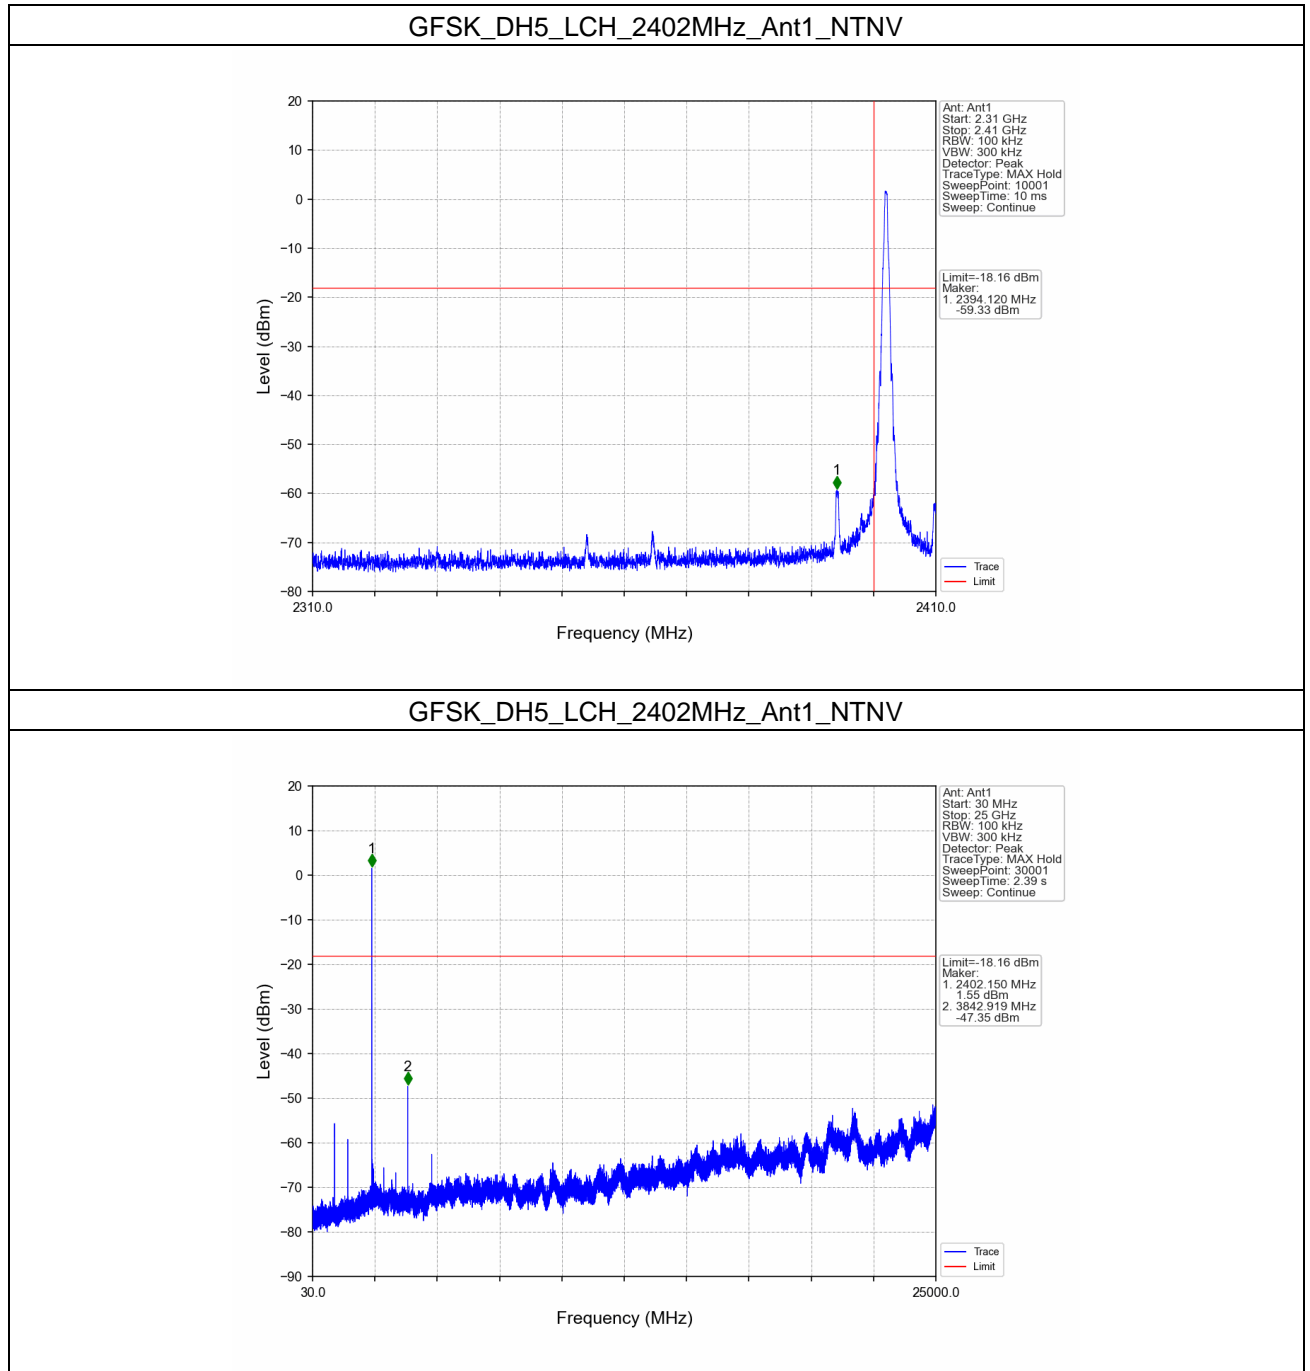 GFSK_DH5_LCH_2402MHz_Ant1_NTNV
20
10
0
−10
−20
−30
−40
−50
−60
−70
−80
Level (dBm)
1
2310.0
2410.0
Frequency (MHz)
Ant: Ant1
Start: 2.31 GHz
Stop: 2.41 GHz
RBW: 100 kHz
VBW: 300 kHz
Detector: Peak
TraceType: MAX Hold
SweepPoint: 10001
SweepTime: 10 ms
Sweep: Continue
Limit=-18.16 dBm
Maker:
1. 2394.120 MHz
-59.33 dBm
Trace
Limit
GFSK_DH5_LCH_2402MHz_Ant1_NTNV
20
10
0
−10
−20
−30
−40
−50
−60
−70
−80
−90
Level (dBm)
1
2
30.0
25000.0
Frequency (MHz)
Ant: Ant1
Start: 30 MHz
Stop: 25 GHz
RBW: 100 kHz
VBW: 300 kHz
Detector: Peak
TraceType: MAX Hold
SweepPoint: 30001
SweepTime: 2.39 s
Sweep: Continue
Limit=-18.16 dBm
Maker:
1. 2402.150 MHz
1.55 dBm
2. 3842.919 MHz
-47.35 dBm
Trace
Limit